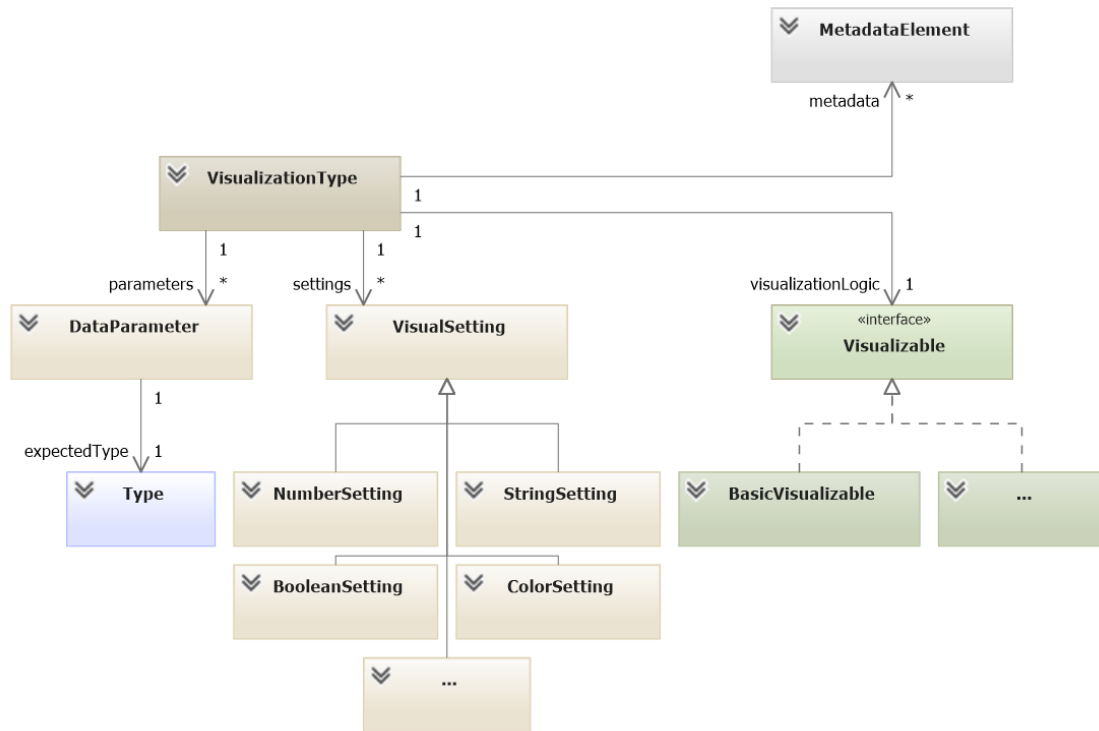 MetadataElement
metadata *
VisualizationType
1
1
1 1
parameters * settings * visualizationLogic 1
DataParameter VisualSetting «interface»
Visualizable
1
expectedType 1
Type NumberSetting StringSetting BasicVisualizable ...
BooleanSetting ColorSetting
...